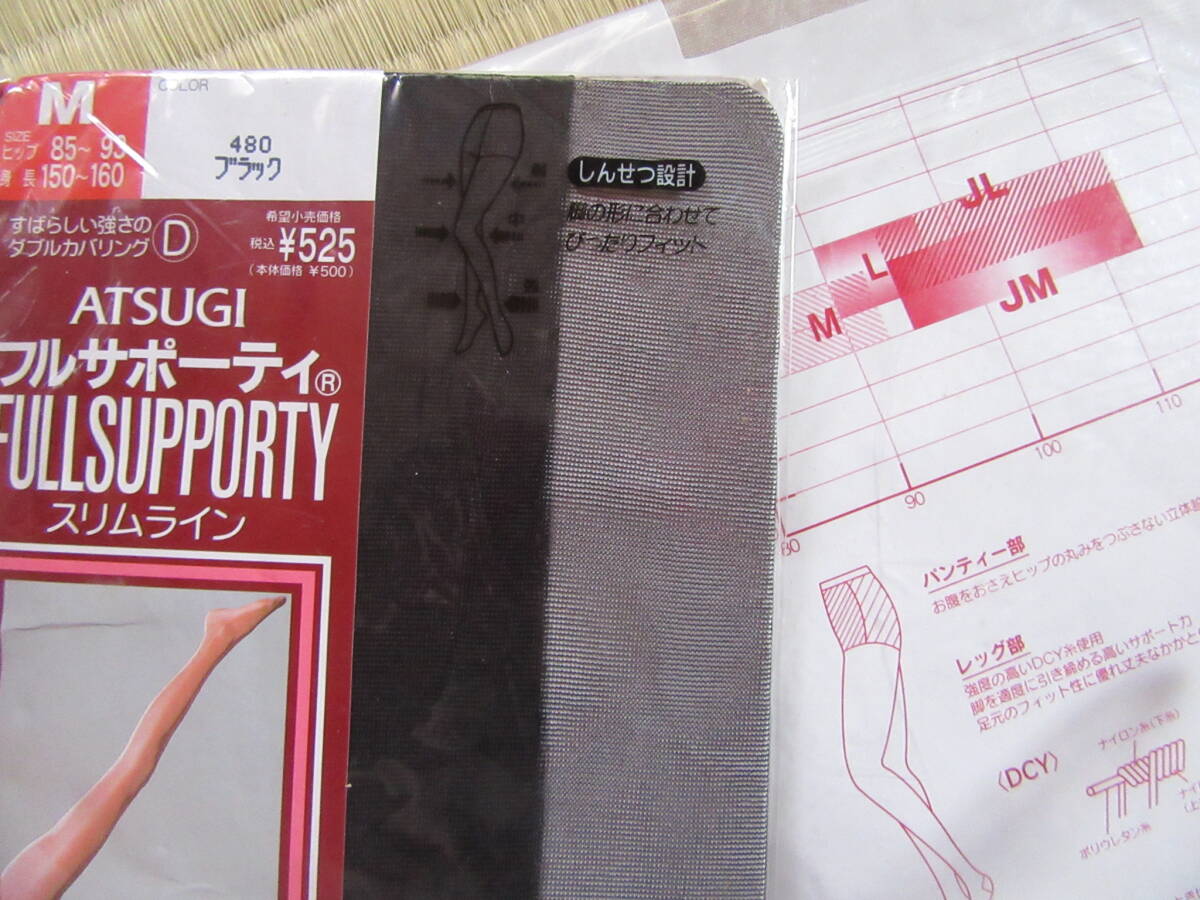 M
COLOR
SIZE
ヒップ 85～93
身長 150～160
480
ブラック
すばらしい強さの
ダブルカバリング D
希望小売価格
税込 ¥525
(本体価格 ¥500)
ATSUGI
フルサポーティ®
FULLSUPPORTY
スリムライン
しんせつ設計
脚の形に合わせて
ぴったりフィット
JL
L
JM
M
80
90
100
110
パンティー部
お腹をおさえヒップの丸みをつぶさない立体
レッグ部
強度の高いDCY糸使用
脚を適度に引き締める高いサポート力
足元のフィット性に優れ丈夫なかかと
〈DCY〉
ナイロン糸(下糸)
ポリウレタン糸